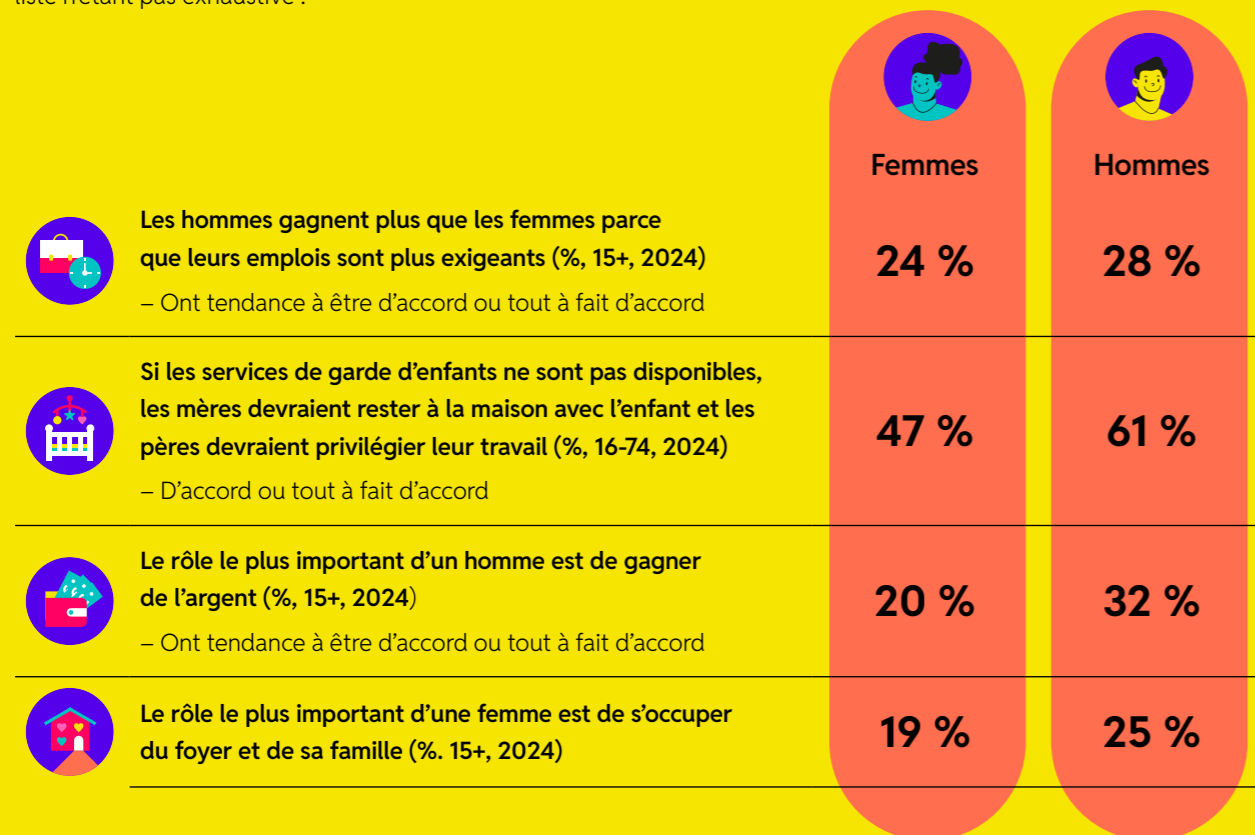 liste n'étant pas exhaustive :
Femmes
Hommes
Les hommes gagnent plus que les femmes parce
que leurs emplois sont plus exigeants (%, 15+, 2024)
– Ont tendance à être d'accord ou tout à fait d'accord
24 %
28 %
Si les services de garde d'enfants ne sont pas disponibles,
les mères devraient rester à la maison avec l'enfant et les
pères devraient privilégier leur travail (%, 16-74, 2024)
– D'accord ou tout à fait d'accord
47 %
61 %
Le rôle le plus important d'un homme est de gagner
de l'argent (%, 15+, 2024)
– Ont tendance à être d'accord ou tout à fait d'accord
20 %
32 %
Le rôle le plus important d'une femme est de s'occuper
du foyer et de sa famille (%. 15+, 2024)
19 %
25 %